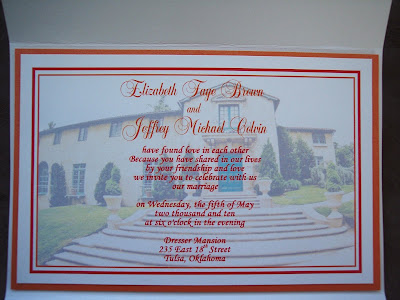 Elizabeth Faye Brown
and
Jeffrey Michael Colvin
have found love in each other
Because you have shared in our lives
by your friendship and love
we invite you to celebrate with us
our marriage
on Wednesday, the fifth of May
two thousand and ten
at six o'clock in the evening
Dresser Mansion
235 East 18th Street
Tulsa, Oklahoma